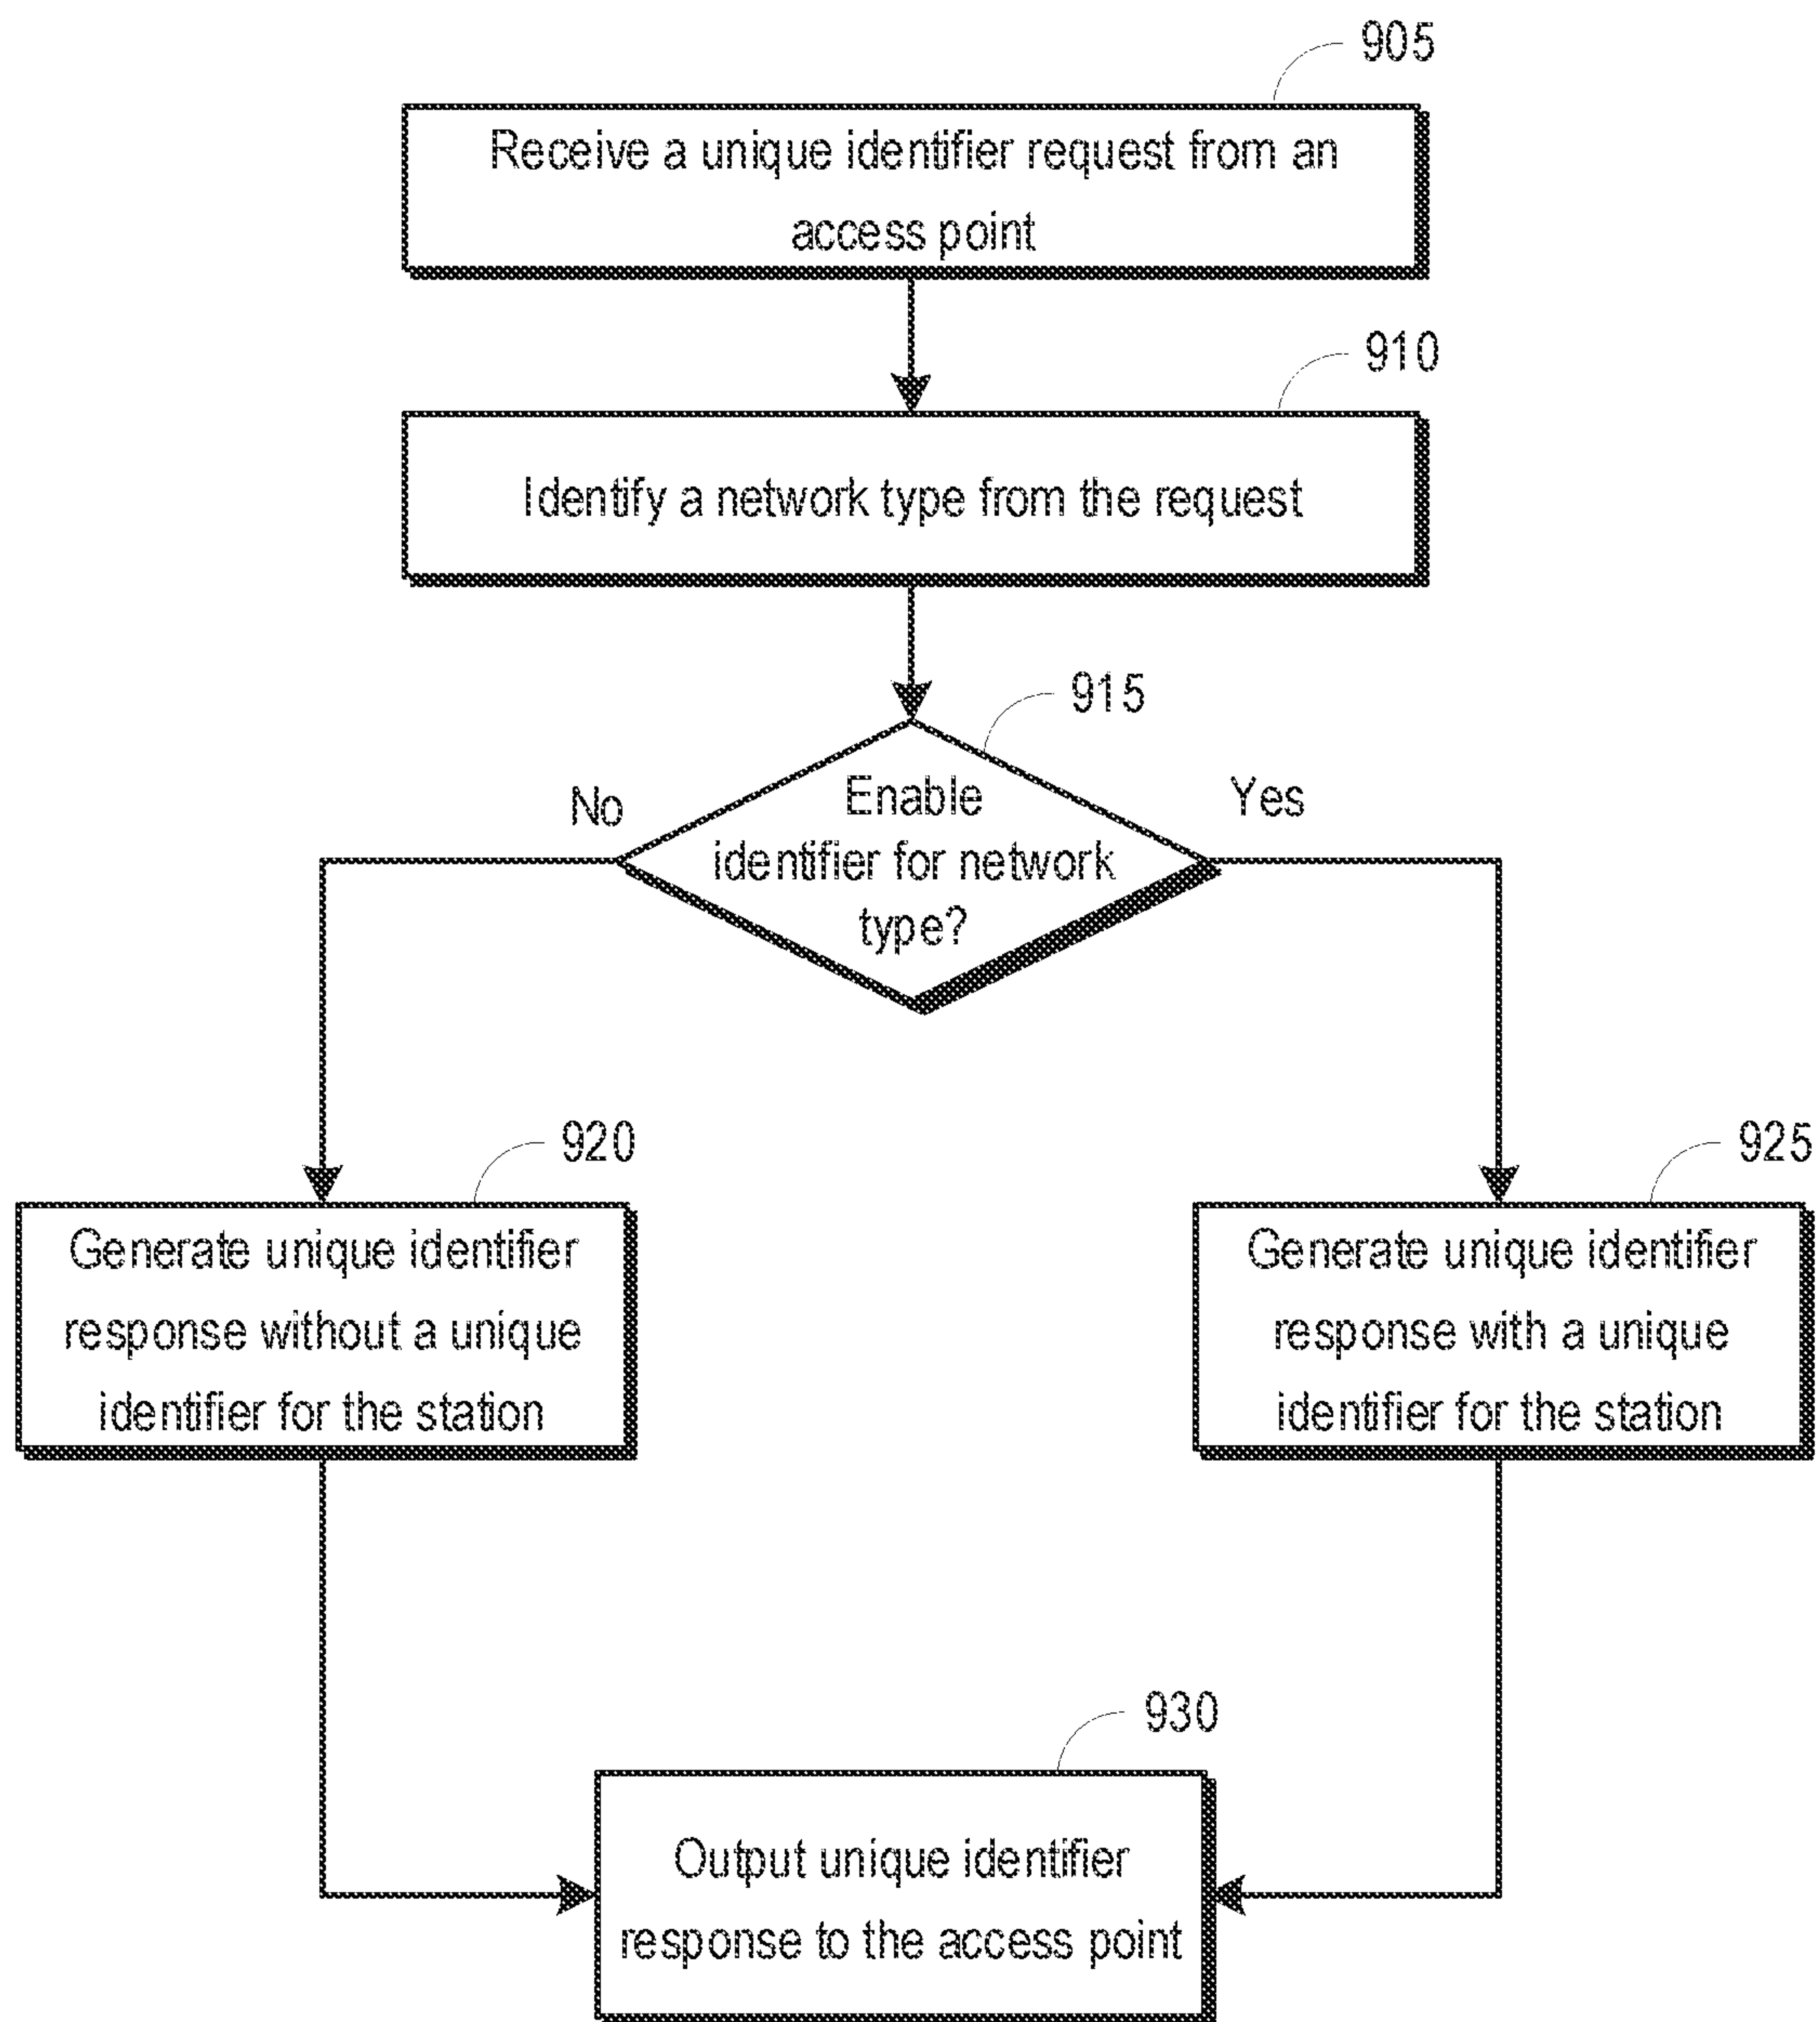 905
Receive a unique identifier request from an
access point
910
Identify a network type from the request
915
No
Enable
identifier for network
type?
Yes
920
Generate unique identifier
response without a unique
identifier for the station
925
Generate unique identifier
response with a unique
identifier for the station
930
Output unique identifier
response to the access point